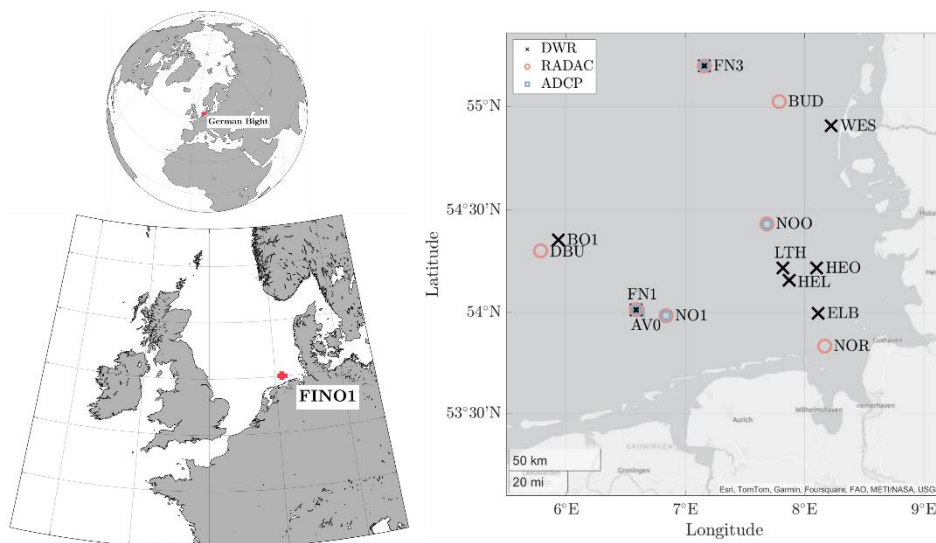 German Bight
FINO1
DWR
RADAC
ADCP
FN3
BUD
WES
NOO
BO1
DBU
LTH
HEO
HEL
FN1
AV0
NO1
ELB
NOR
Cuxhaven
Wilhelmshaven
Aurich
GRONINGEN
Groningen
Leeuwarden
55°N
54°30'N
54°N
53°30'N
Latitude
50 km
20 mi
Esri, TomTom, Garmin, Foursquare, FAO, METI/NASA, USG
6°E
7°E
8°E
9°E
Longitude